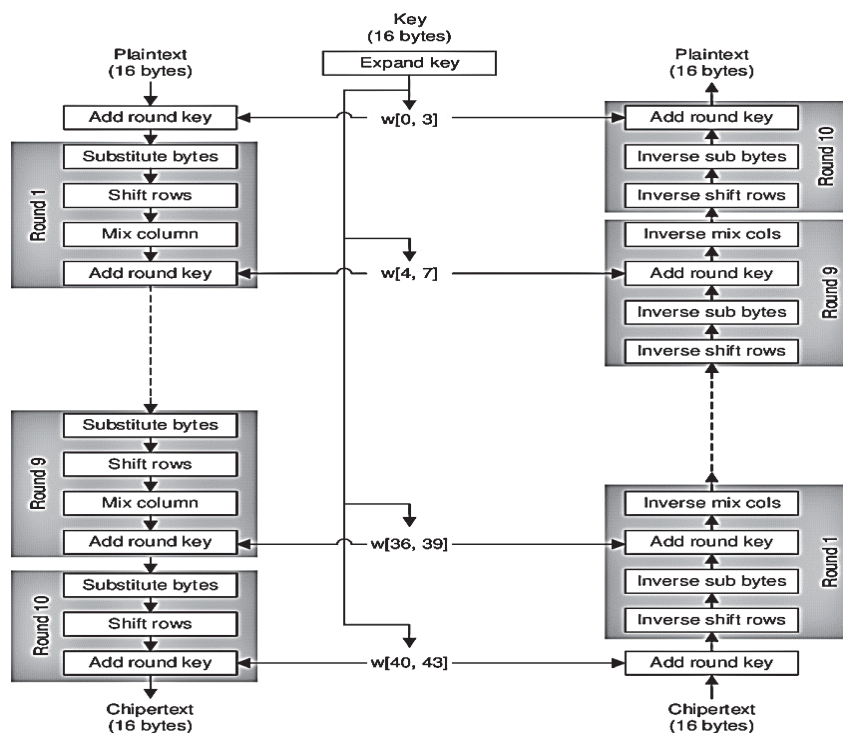 Plaintext
(16 bytes)
Add round key
Round 1
Substitute bytes
Shift rows
Mix column
Add round key
Round 9
Substitute bytes
Shift rows
Mix column
Add round key
Round 10
Substitute bytes
Shift rows
Add round key
Chipertext
(16 bytes)
Key
(16 bytes)
Expand key
w[0, 3]
w[4, 7]
w[36, 39]
w[40, 43]
Plaintext
(16 bytes)
Add round key
Inverse sub bytes
Inverse shift rows
Round 10
Inverse mix cols
Add round key
Inverse sub bytes
Inverse shift rows
Round 9
Inverse mix cols
Add round key
Inverse sub bytes
Inverse shift rows
Round 1
Add round key
Chipertext
(16 bytes)